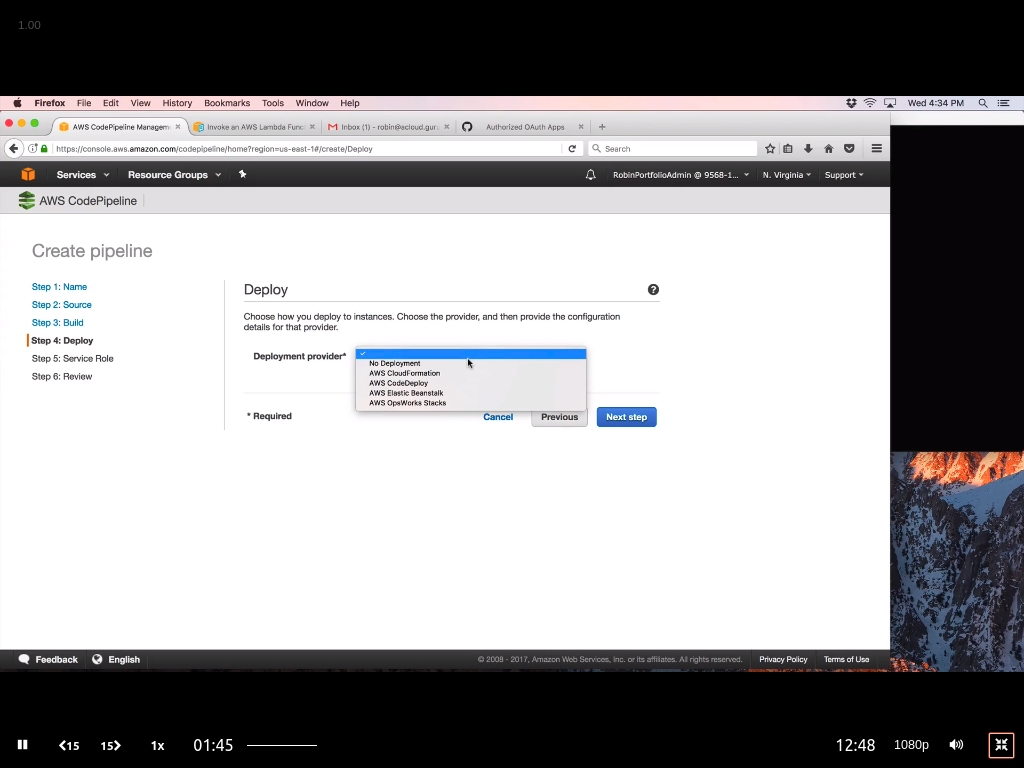 1.00
Firefox File Edit View History Bookmarks Tools Window Help Wed 4:34 PM
AWS CodePipeline Managem Invoke an AWS Lambda Func Inbox (1) - robin@acloud.gur Authorized OAuth Apps
https://console.aws.amazon.com/codepipeline/home?region=us-east-1#/create/Deploy Search
Services Resource Groups RobinPortfolioAdmin @ 9568-1... N. Virginia Support
AWS CodePipeline
Create pipeline
Step 1: Name
Step 2: Source
Step 3: Build
Step 4: Deploy
Step 5: Service Role
Step 6: Review
Deploy
Choose how you deploy to instances. Choose the provider, and then provide the configuration
details for that provider.
Deployment provider*
No Deployment
AWS CloudFormation
AWS CodeDeploy
AWS Elastic Beanstalk
AWS OpsWorks Stacks
* Required Cancel Previous Next step
Feedback English © 2008 - 2017, Amazon Web Services, Inc. or its affiliates. All rights reserved. Privacy Policy Terms of Use
15 15 1x 01:45 12:48 1080p